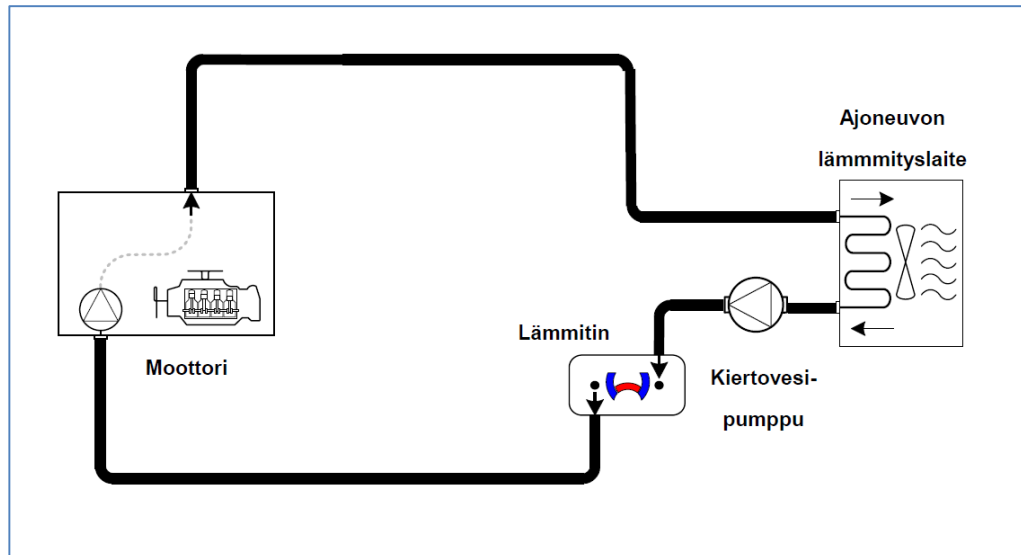 Ajoneuvon
lämmmityslaite
Lämmitin
Moottori
Kiertovesi-
pumppu